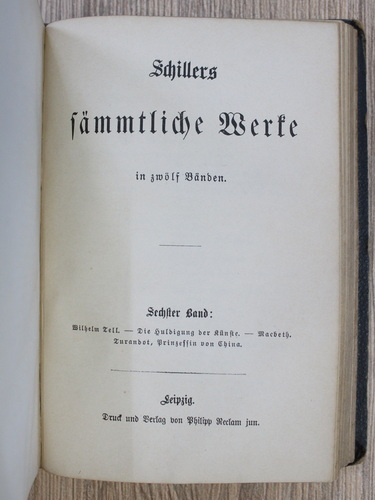 Schillers
sämmtliche Werke
in zwölf Bänden.
Sechster Band:
Wilhelm Tell. — Die Huldigung der Künste. — Macbeth.
Turandot, Prinzessin von China.
Leipzig.
Druck und Verlag von Philipp Reclam jun.